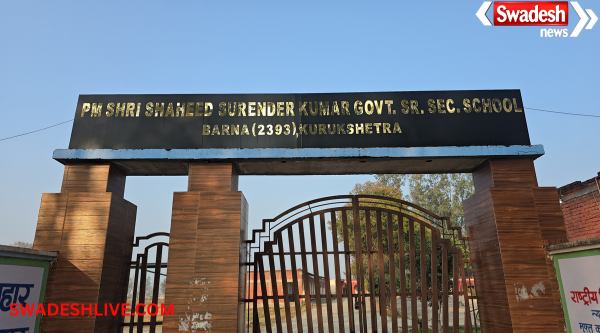 Swadesh
news
PM SHRI SHAHEED SURENDER KUMAR GOVT. SR. SEC. SCHOOL
BARNA (2393), KURUKSHETRA
राष्ट्रीय
SWADESHLIVE.COM